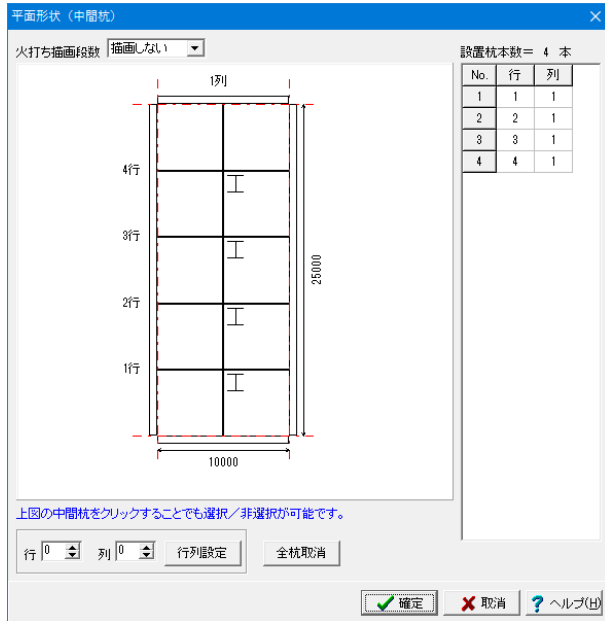 平面形状（中間杭）
火打ち描画段数 描画しない
設置杭本数＝ 4 本
No. 行 列
1 1 1
2 2 1
3 3 1
4 4 1
1列
4行
3行
2行
1行
25000
10000
上図の中間杭をクリックすることでも選択／非選択が可能です。
行 0 列 0 行列設定 全杭取消
確定 取消 ヘルプ(H)